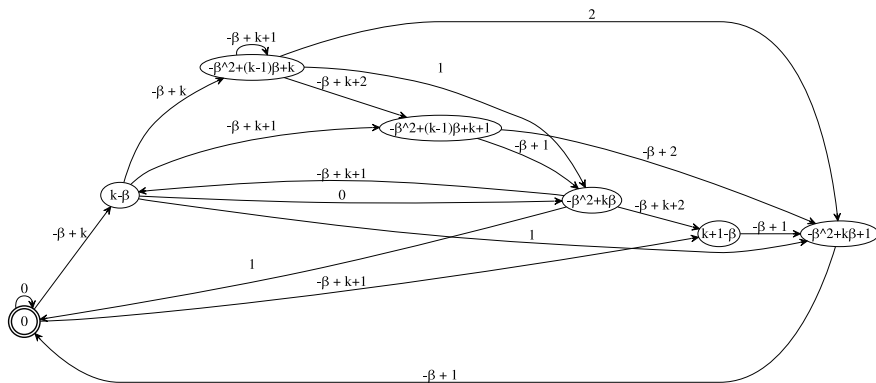 2
-β + k+1
-β^2+(k-1)β+k
1
-β + k+2
-β + k
-β + k+1
-β^2+(k-1)β+k+1
-β + 1
-β + 2
-β + k+1
k-β
0
-β^2+kβ
-β + k+2
-β + k
k+1-β
-β + 1
-β^2+kβ+1
1
1
-β + k+1
0
0
-β + 1